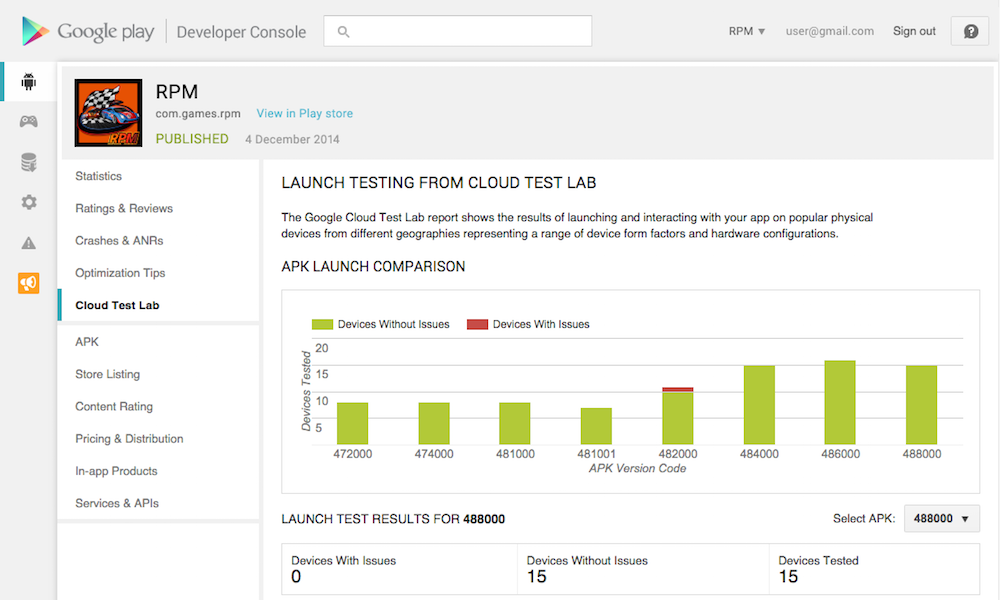 Google play Developer Console
RPM ▼ user@gmail.com Sign out ?
RPM
com.games.rpm View in Play store
PUBLISHED 4 December 2014
RPM
Statistics
Ratings & Reviews
Crashes & ANRs
Optimization Tips
Cloud Test Lab
APK
Store Listing
Content Rating
Pricing & Distribution
In-app Products
Services & APIs
LAUNCH TESTING FROM CLOUD TEST LAB
The Google Cloud Test Lab report shows the results of launching and interacting with your app on popular physical
devices from different geographies representing a range of device form factors and hardware configurations.
APK LAUNCH COMPARISON
Devices Without Issues Devices With Issues
Devices Tested
20
15
10
5
472000 474000 481000 481001 482000 484000 486000 488000
APK Version Code
LAUNCH TEST RESULTS FOR 488000 Select APK: 488000 ▼
Devices With Issues Devices Without Issues Devices Tested
0 15 15